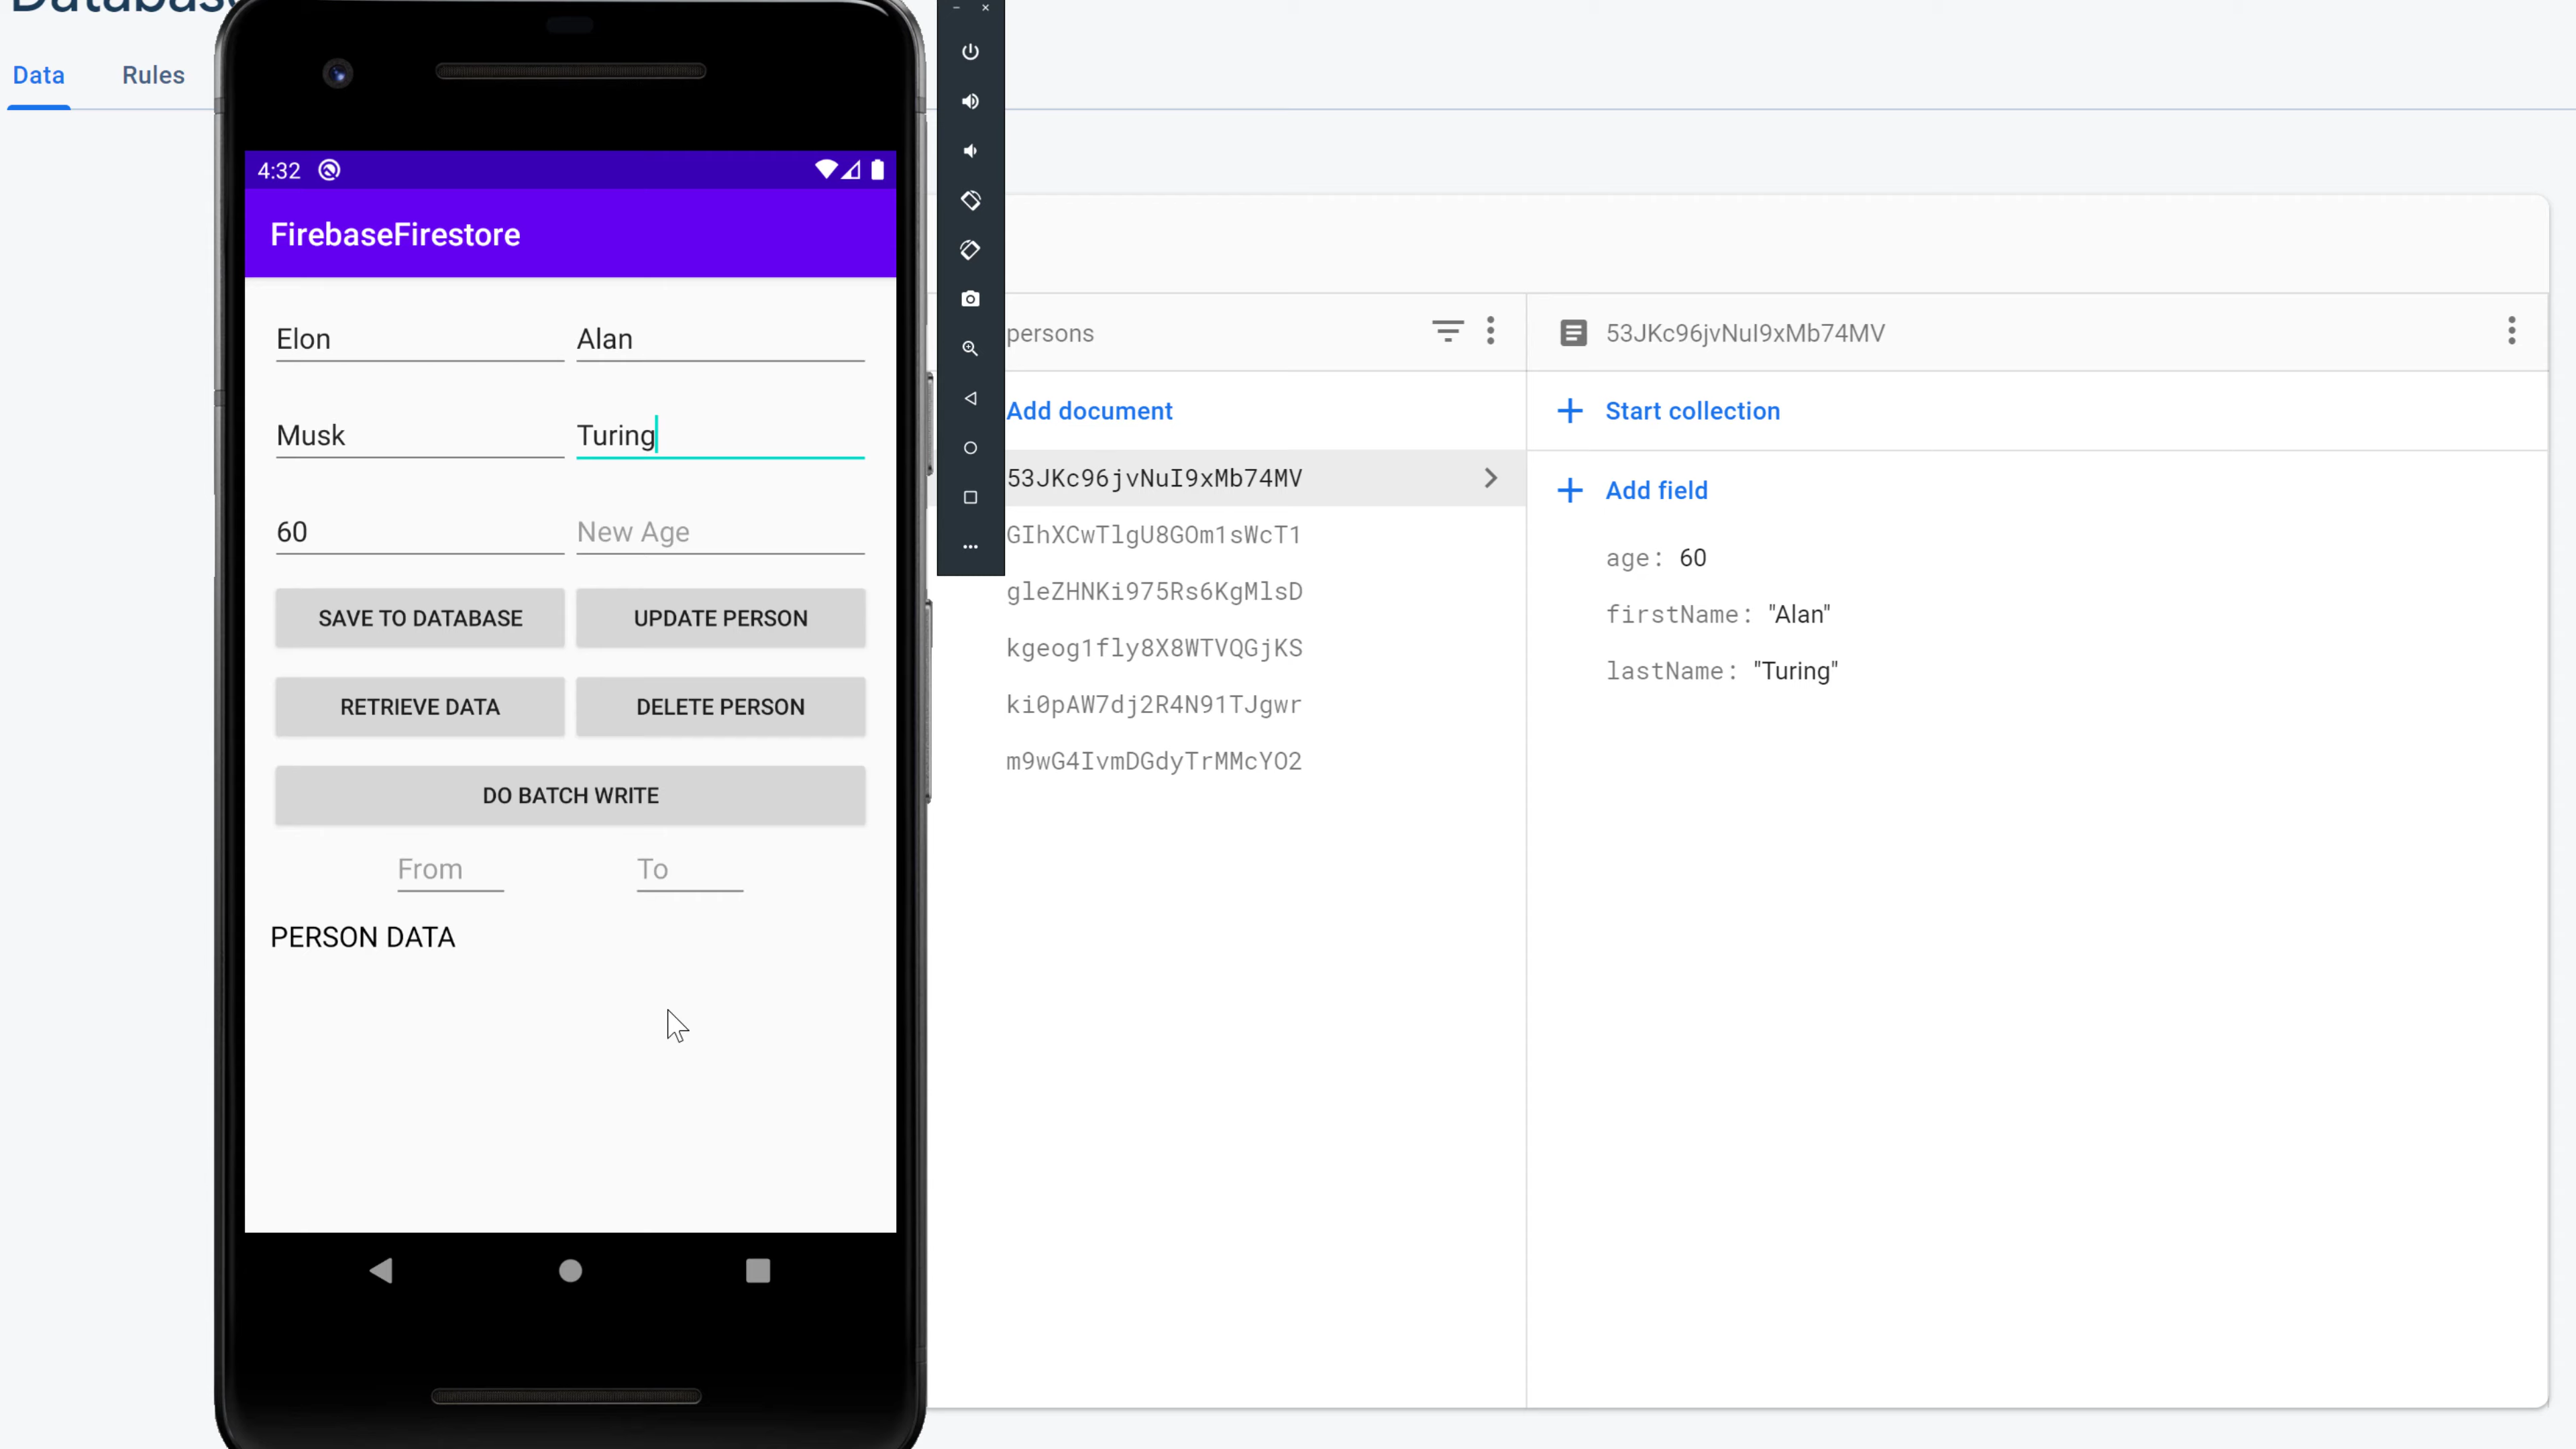 Database
Data Rules
4:32
FirebaseFirestore
Elon Alan
Musk Turing
60 New Age
SAVE TO DATABASE UPDATE PERSON
RETRIEVE DATA DELETE PERSON
DO BATCH WRITE
From To
PERSON DATA
persons
Add document
53JKc96jvNuI9xMb74MV
GIhXCwTlgU8GOm1sWcT1
gleZHNKi975Rs6KgMlsD
kgeog1fly8X8WTVQGjKS
ki0pAW7dj2R4N91TJgwr
m9wG4IvmDGdyTrMMcYO2
53JKc96jvNuI9xMb74MV
Start collection
Add field
age: 60
firstName: "Alan"
lastName: "Turing"